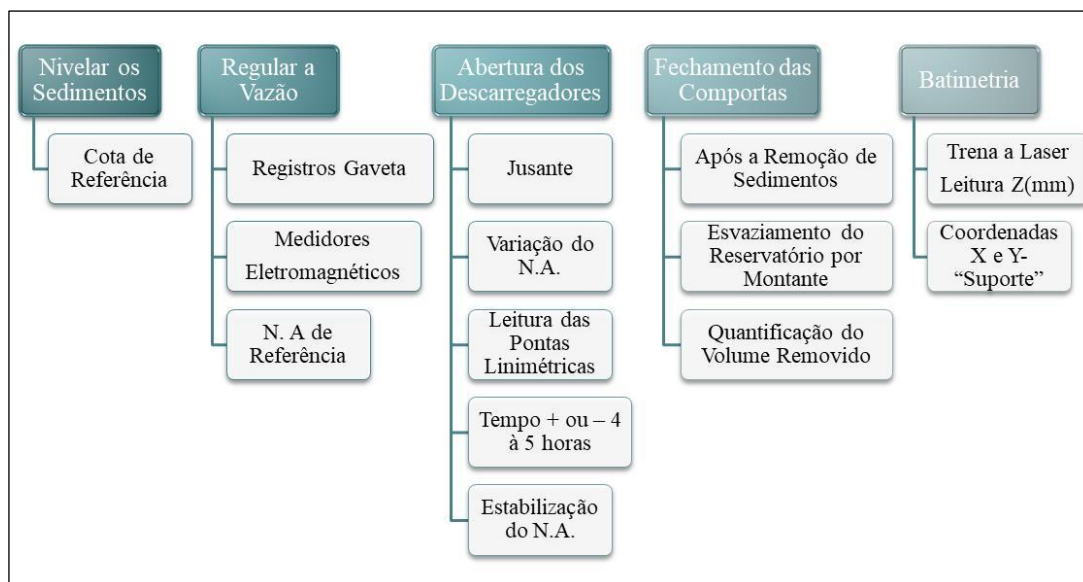 Nivelar os
Sedimentos
Cota de
Referência
Regular a
Vazão
Registros Gaveta
Medidores
Eletromagnéticos
N. A de
Referência
Abertura dos
Descarregadores
Jusante
Variação do
N.A.
Leitura das
Pontas
Linimétricas
Tempo + ou – 4
à 5 horas
Estabilização
do N.A.
Fechamento das
Comportas
Após a Remoção de
Sedimentos
Esvaziamento do
Reservatório por
Montante
Quantificação do
Volume Removido
Batimetria
Trena a Laser
Leitura Z(mm)
Coordenadas
X e Y-
“Suporte”